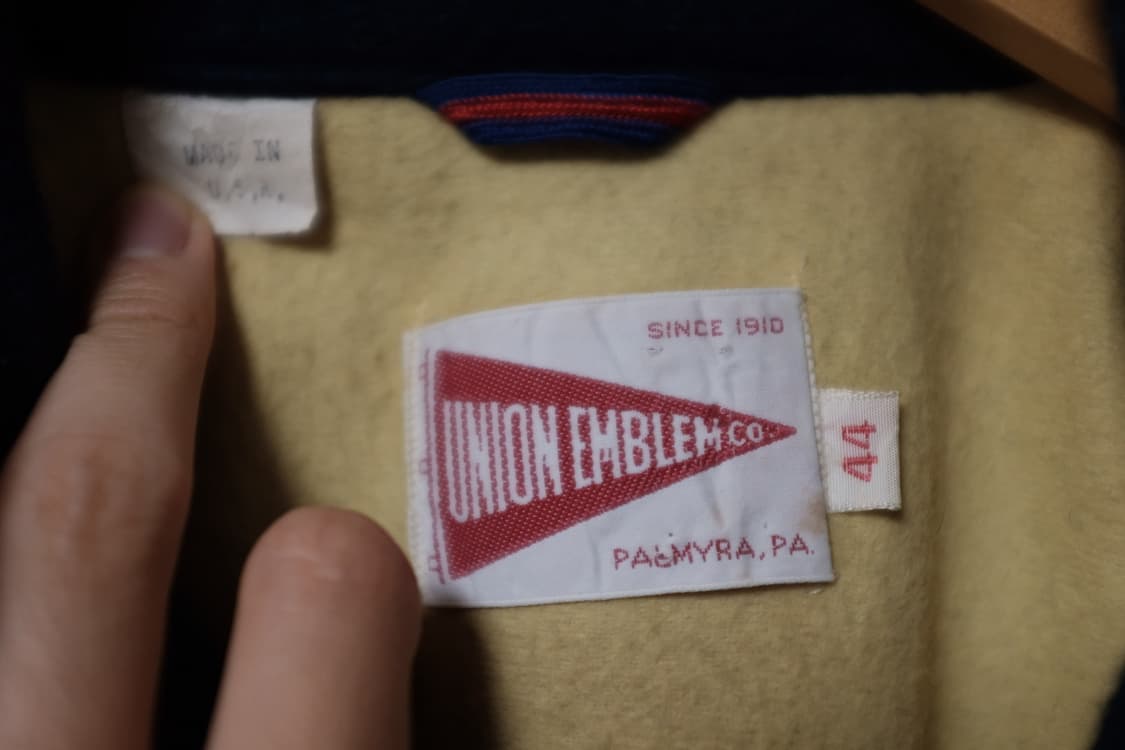 MADE IN
U.S.A.
SINCE 1910
UNION EMBLEM CO.
PALMYRA, PA.
44